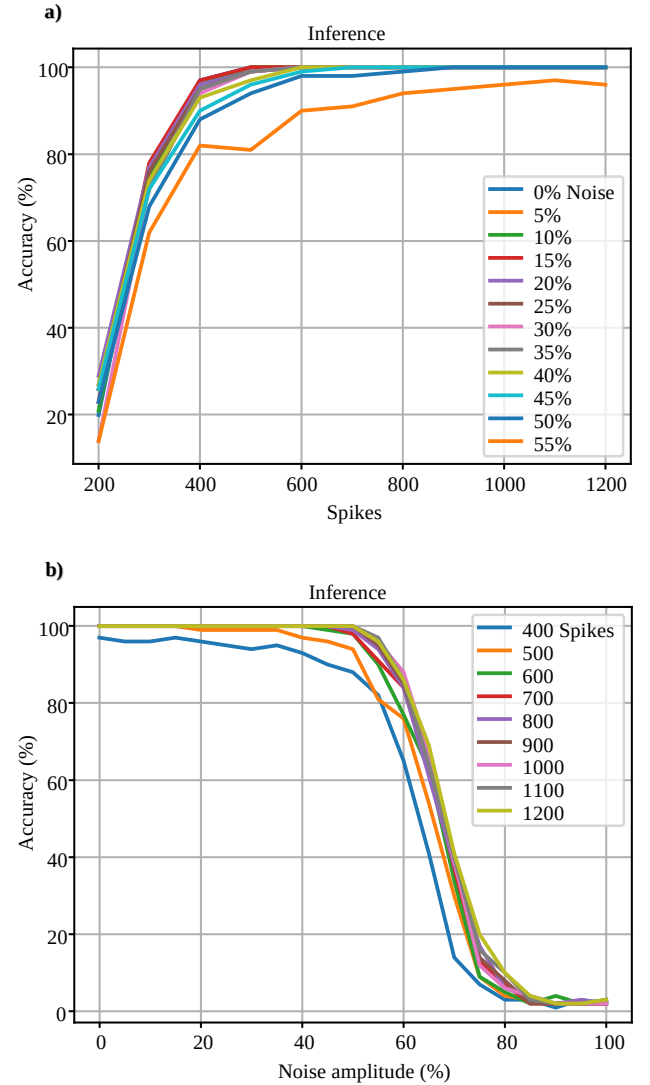 a)
Inference
Accuracy (%)
100
80
60
40
20
0% Noise
5%
10%
15%
20%
25%
30%
35%
40%
45%
50%
55%
200 400 600 800 1000 1200
Spikes
b)
Inference
Accuracy (%)
100
80
60
40
20
0
400 Spikes
500
600
700
800
900
1000
1100
1200
0 20 40 60 80 100
Noise amplitude (%)